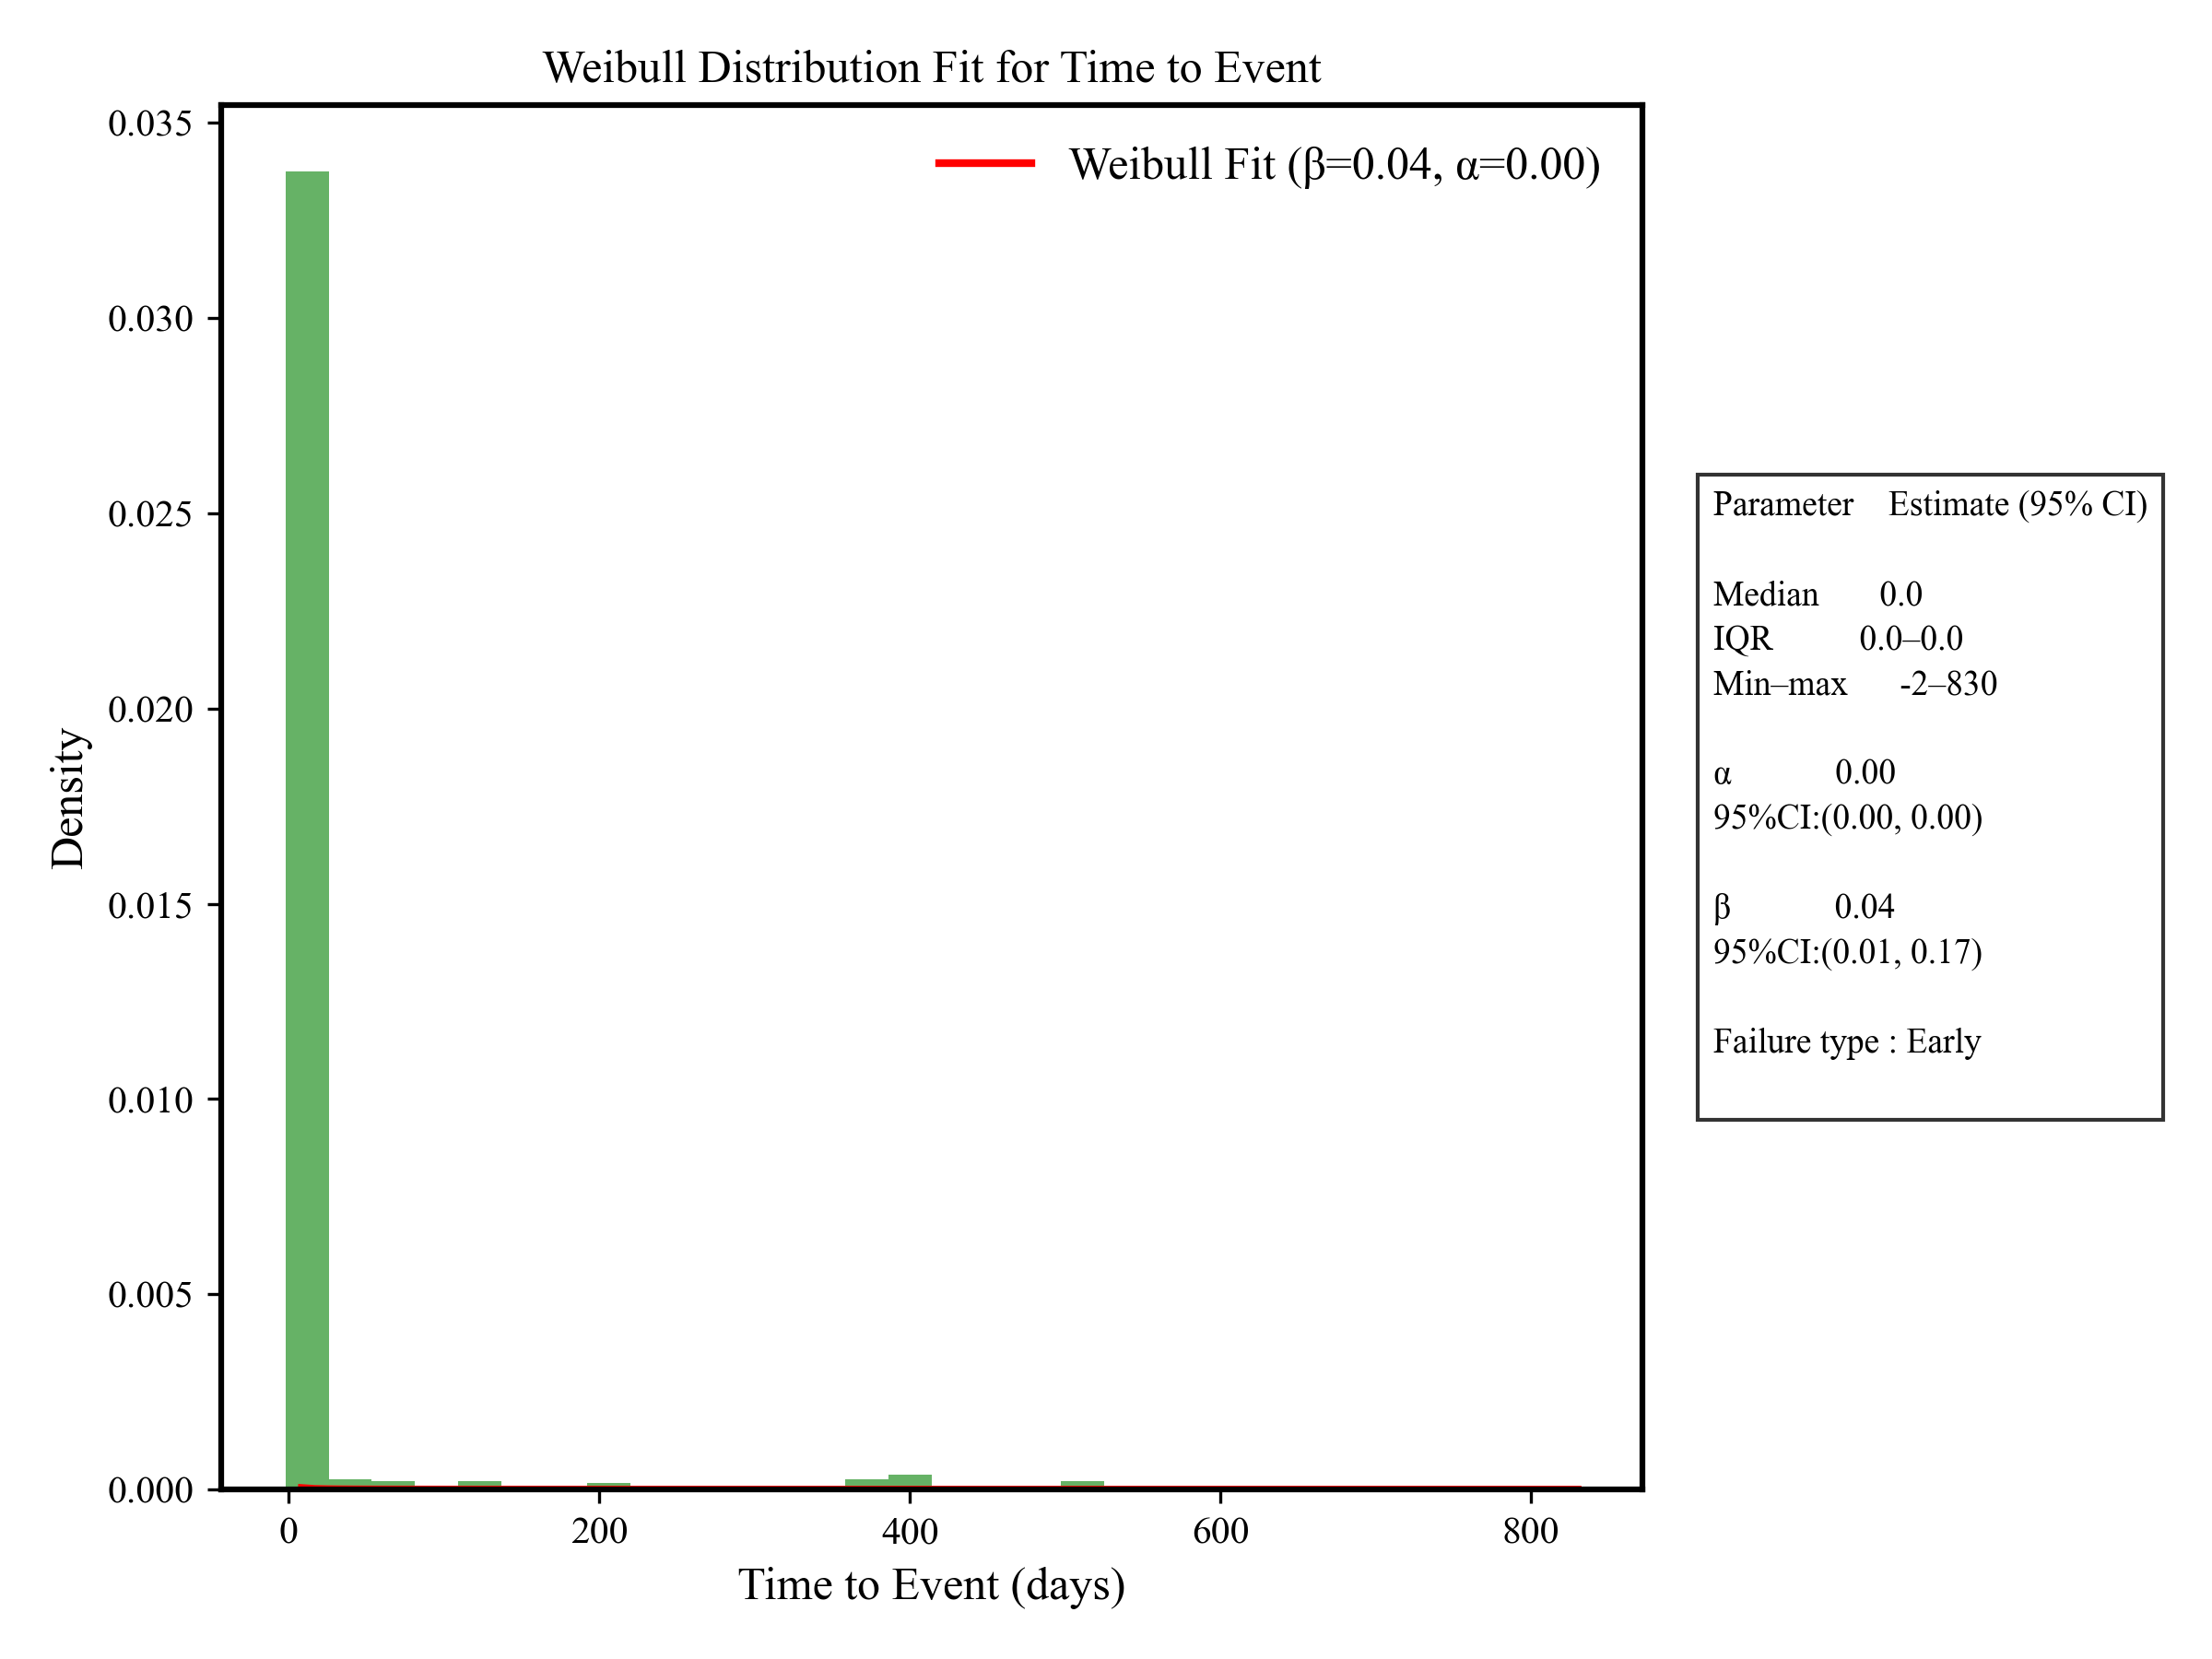 Weibull Distribution Fit for Time to Event
Weibull Fit (β=0.04, α=0.00)
Density
0.035
0.030
0.025
0.020
0.015
0.010
0.005
0.000
0 200 400 600 800
Time to Event (days)
Parameter Estimate (95% CI)
Median 0.0
IQR 0.0–0.0
Min–max -2–830
α 0.00
95%CI:(0.00, 0.00)
β 0.04
95%CI:(0.01, 0.17)
Failure type : Early